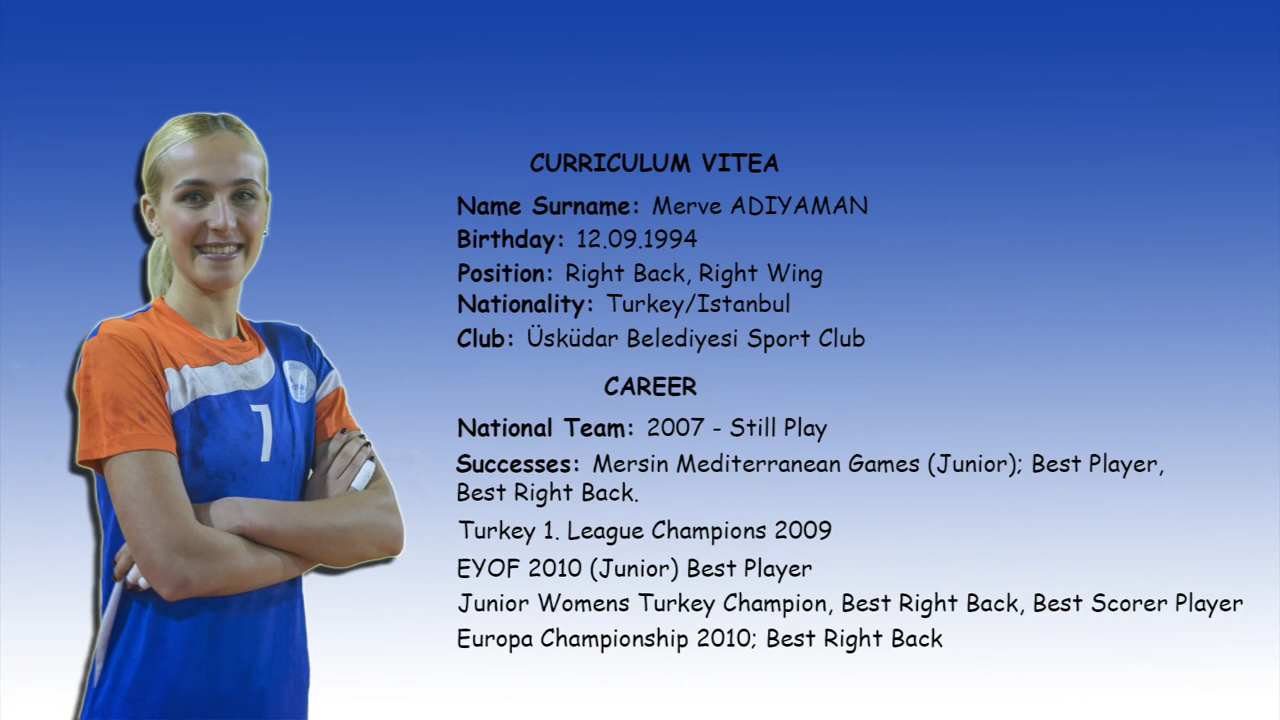 CURRICULUM VITEA
Name Surname: Merve ADIYAMAN
Birthday: 12.09.1994
Position: Right Back, Right Wing
Nationality: Turkey/Istanbul
Club: Üsküdar Belediyesi Sport Club
CAREER
National Team: 2007 - Still Play
Successes: Mersin Mediterranean Games (Junior); Best Player,
Best Right Back.
Turkey 1. League Champions 2009
EYOF 2010 (Junior) Best Player
Junior Womens Turkey Champion, Best Right Back, Best Scorer Player
Europa Championship 2010; Best Right Back
1